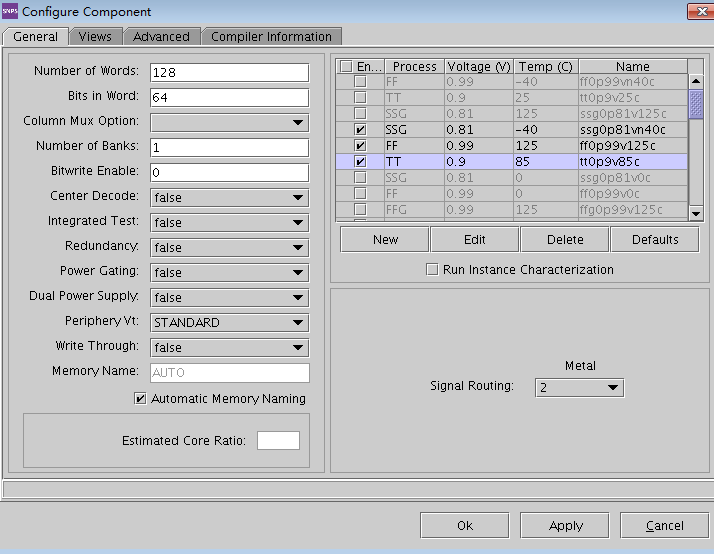 SNPS Configure Component
General Views Advanced Compiler Information
Number of Words: 128
Bits in Word: 64
Column Mux Option:
Number of Banks: 1
Bitwrite Enable: 0
Center Decode: false
Integrated Test: false
Redundancy: false
Power Gating: false
Dual Power Supply: false
Periphery Vt: STANDARD
Write Through: false
Memory Name: AUTO
Automatic Memory Naming
Estimated Core Ratio:
En... Process Voltage (V) Temp (C) Name
FF 0.99 -40 ff0p99vn40c
TT 0.9 25 tt0p9v25c
SSG 0.81 125 ssg0p81v125c
SSG 0.81 -40 ssg0p81vn40c
FF 0.99 125 ff0p99v125c
TT 0.9 85 tt0p9v85c
SSG 0.81 0 ssg0p81v0c
FF 0.99 0 ff0p99v0c
FFG 0.99 125 ffg0p99v125c
New Edit Delete Defaults
Run Instance Characterization
Metal
Signal Routing: 2
Ok Apply Cancel